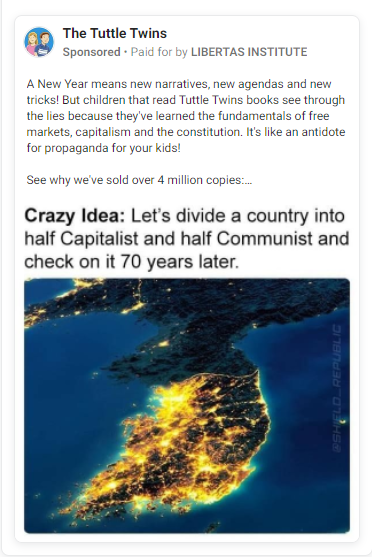 The Tuttle Twins
Sponsored • Paid for by LIBERTAS INSTITUTE
A New Year means new narratives, new agendas and new
tricks! But children that read Tuttle Twins books see through
the lies because they've learned the fundamentals of free
markets, capitalism and the constitution. It's like an antidote
for propaganda for your kids!
See why we've sold over 4 million copies:...
Crazy Idea: Let's divide a country into
half Capitalist and half Communist and
check on it 70 years later.
@SHIELD_REPUBLIC